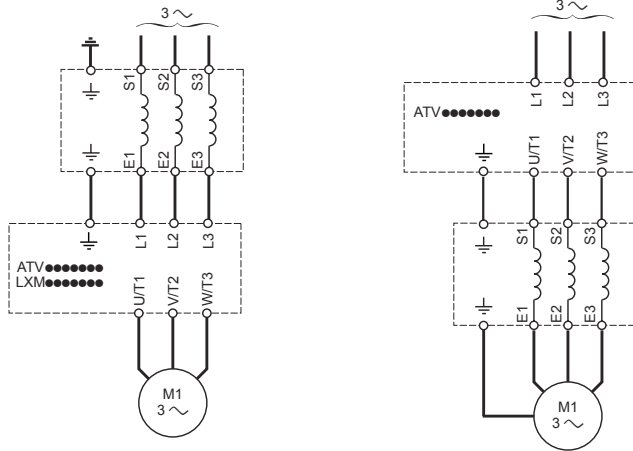 3 ~
S1 S2 S3
E1 E2 E3
L1 L2 L3
ATV●●●●●●●
LXM●●●●●●●
U/T1 V/T2 W/T3
M1
3 ~
3 ~
L1 L2 L3
ATV●●●●●●●
U/T1 V/T2 W/T3
S1 S2 S3
E1 E2 E3
M1
3 ~